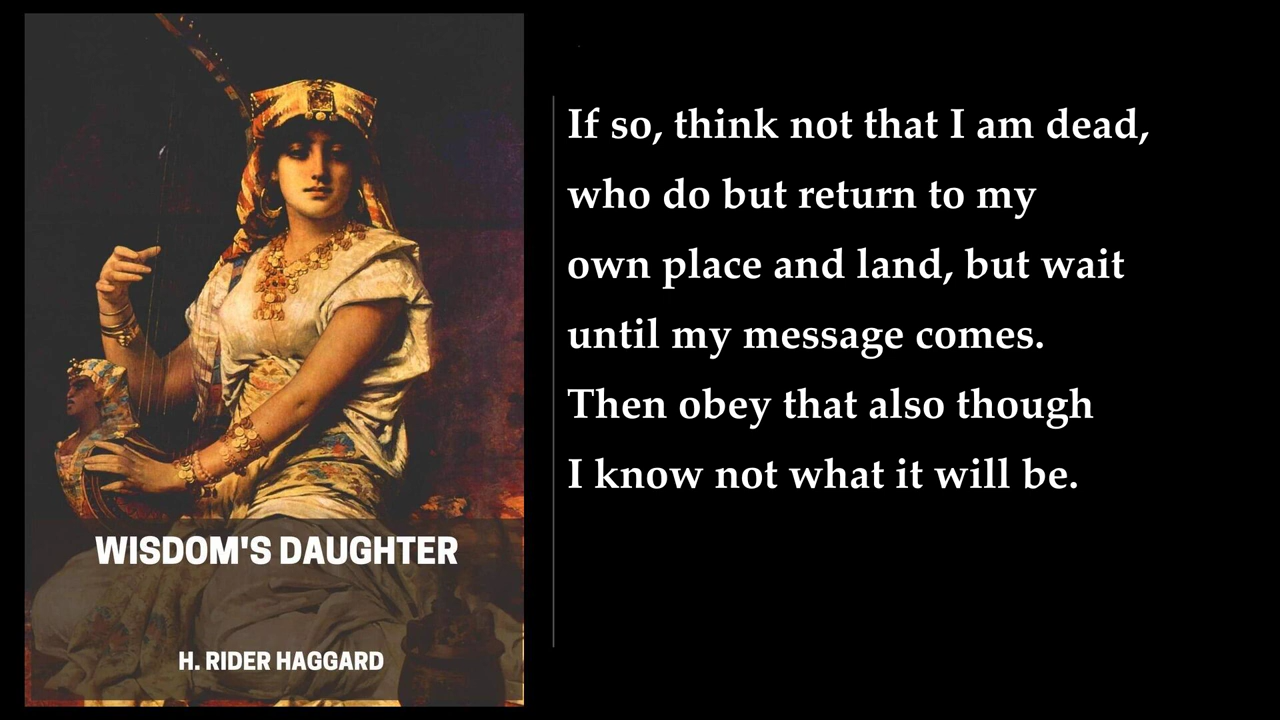 WISDOM'S DAUGHTER
H. RIDER HAGGARD
If so, think not that I am dead,
who do but return to my
own place and land, but wait
until my message comes.
Then obey that also though
I know not what it will be.